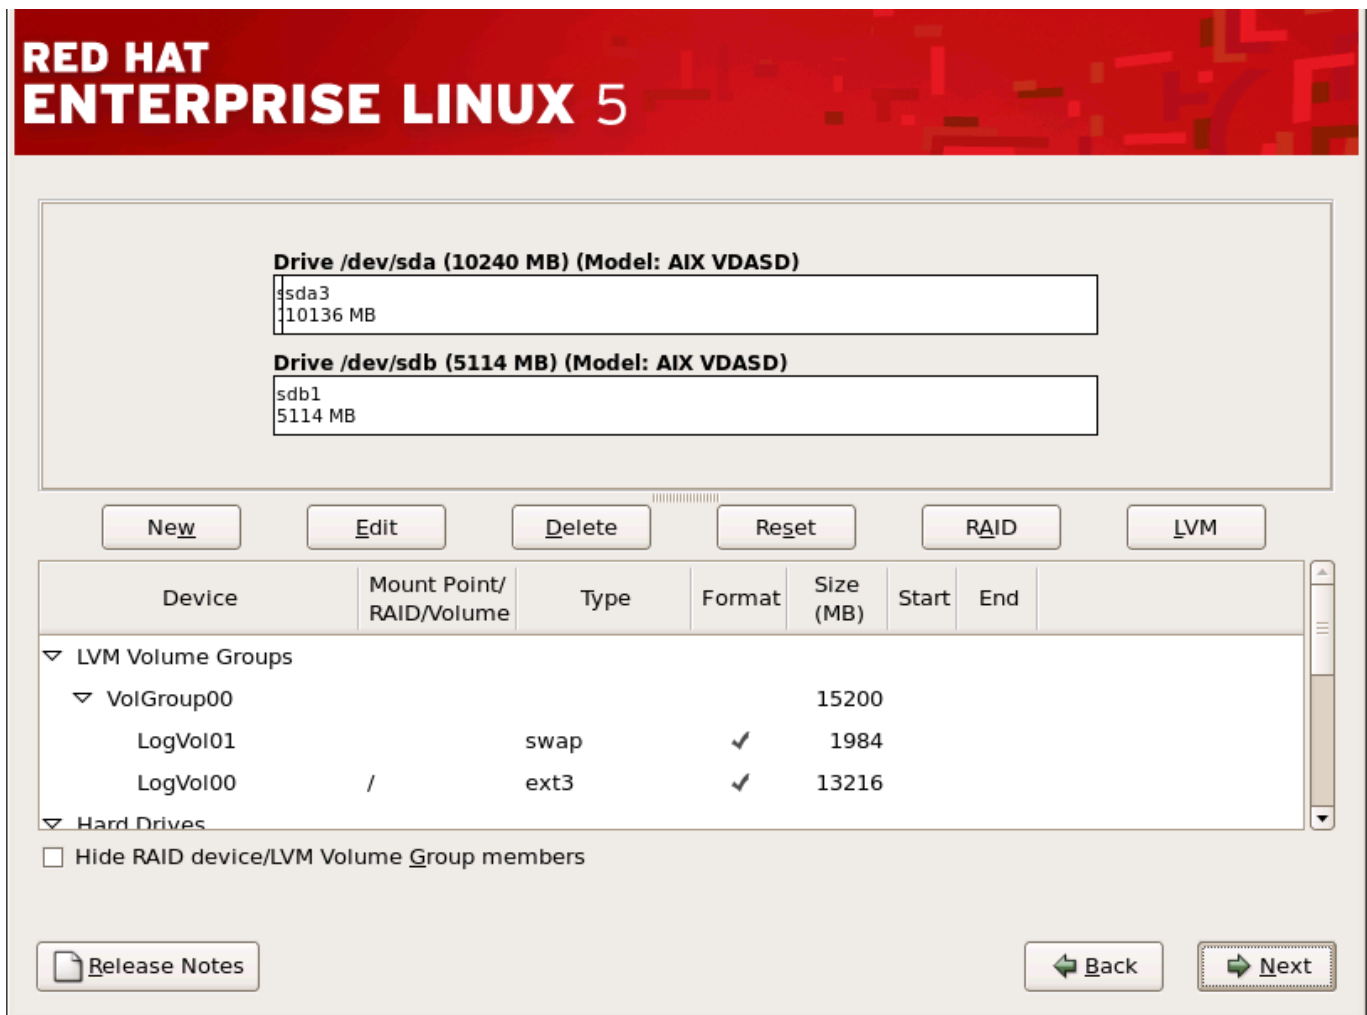 RED HAT
ENTERPRISE LINUX 5
Drive /dev/sda (10240 MB) (Model: AIX VDASD)
sda3
10136 MB
Drive /dev/sdb (5114 MB) (Model: AIX VDASD)
sdb1
5114 MB
New Edit Delete Reset RAID LVM
Device Mount Point/ RAID/Volume Type Format Size (MB) Start End
LVM Volume Groups
VolGroup00 15200
LogVol01 swap 1984
LogVol00 / ext3 13216
Hard Drives
Hide RAID device/LVM Volume Group members
Release Notes Back Next